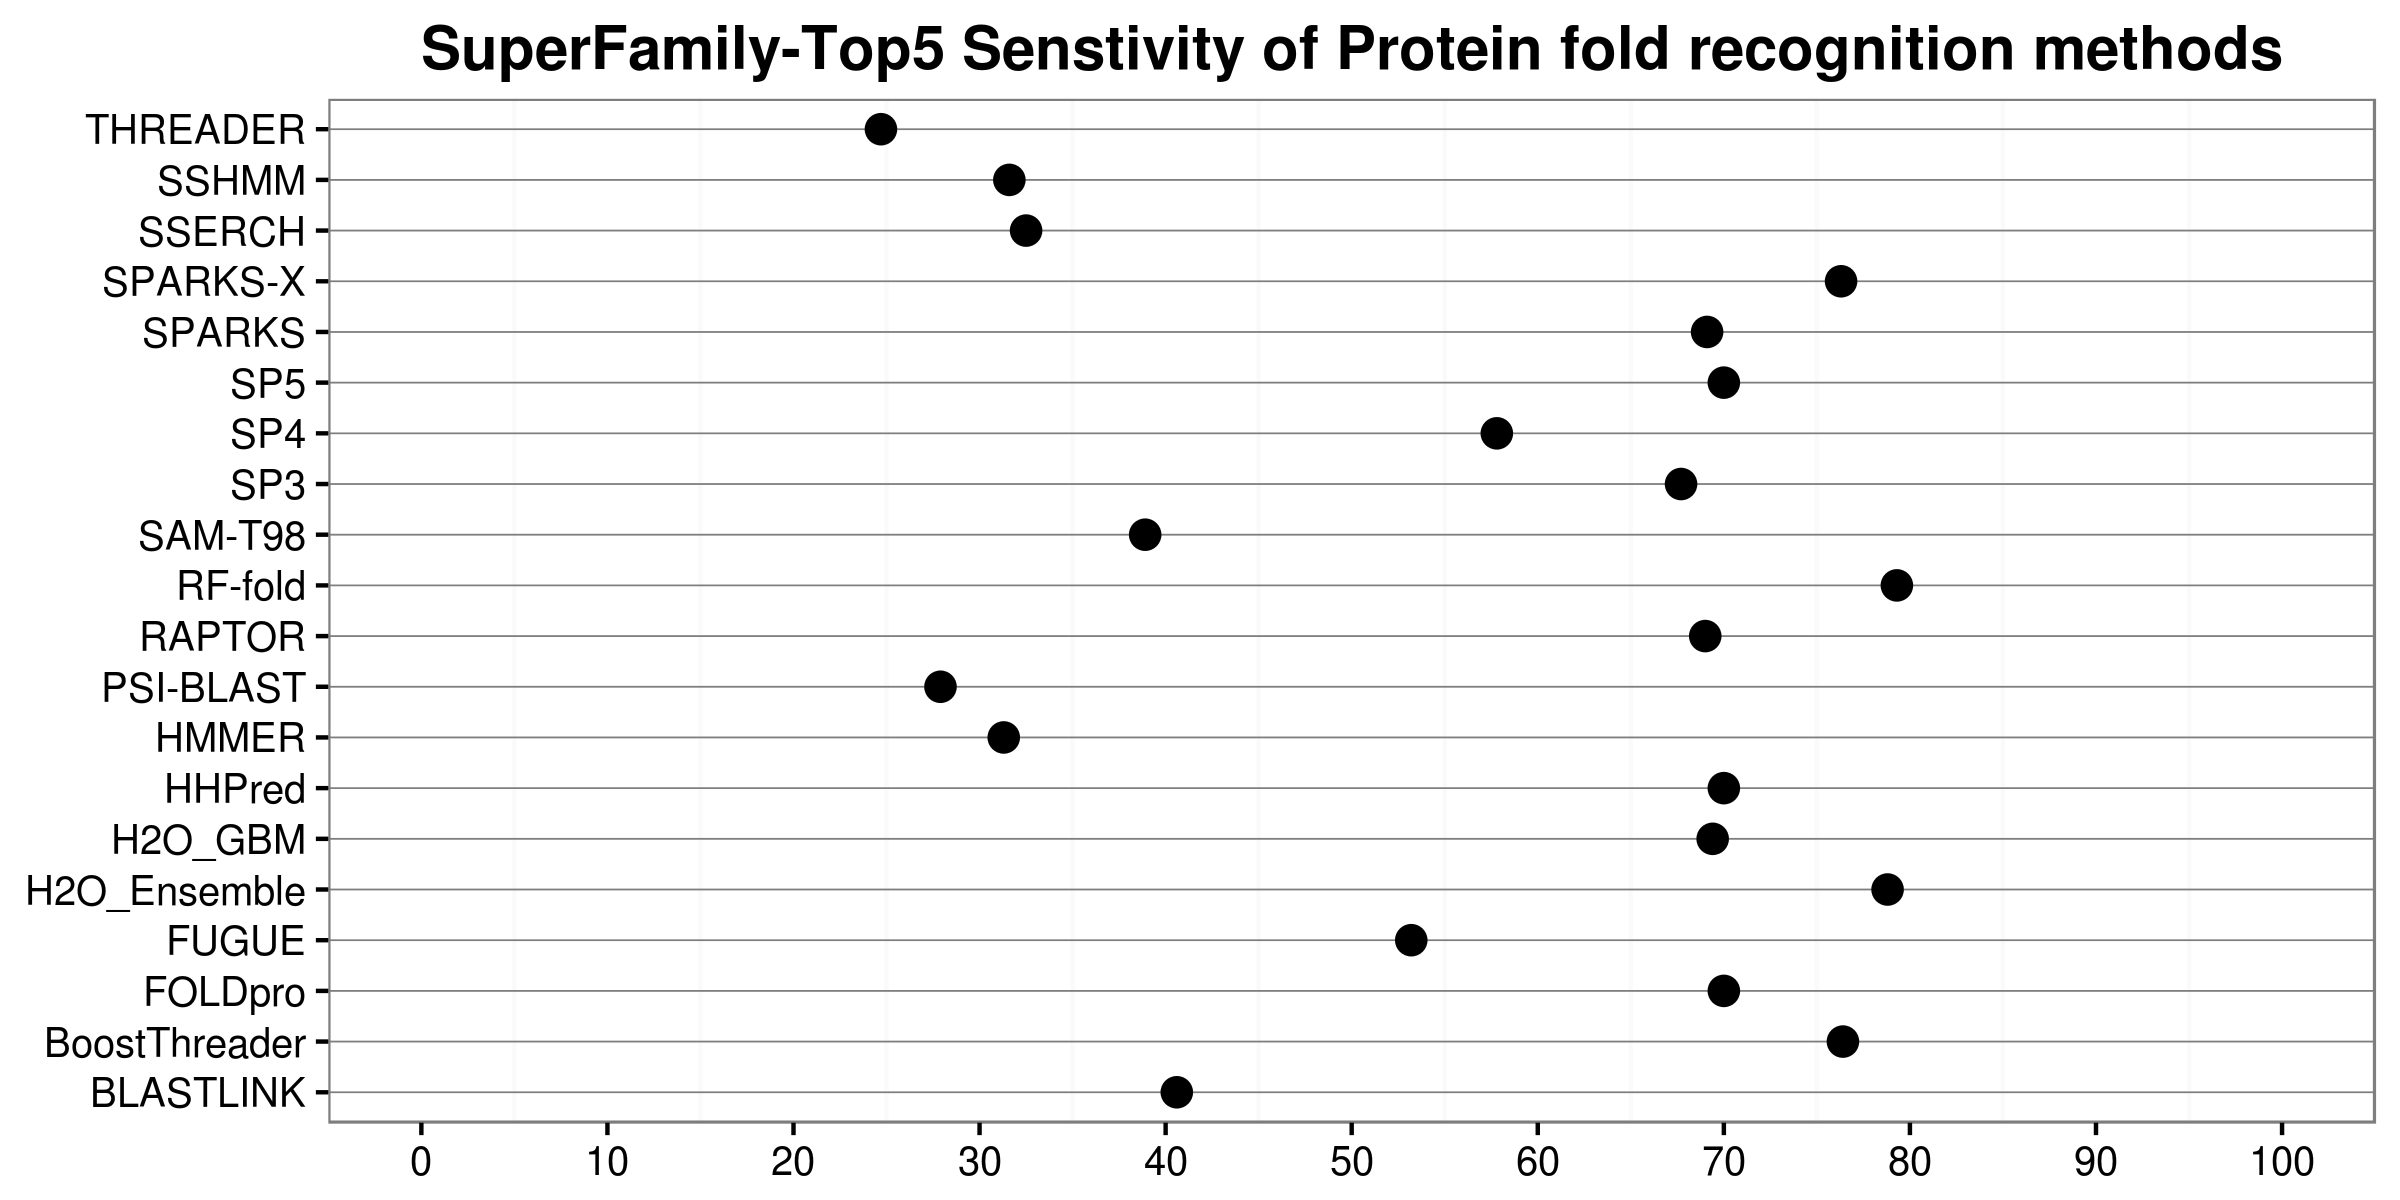 SuperFamily-Top5 Senstivity of Protein fold recognition methods
THREADER
SSHMM
SSERCH
SPARKS-X
SPARKS
SP5
SP4
SP3
SAM-T98
RF-fold
RAPTOR
PSI-BLAST
HMMER
HHPred
H2O_GBM
H2O_Ensemble
FUGUE
FOLDpro
BoostThreader
BLASTLINK
0 10 20 30 40 50 60 70 80 90 100